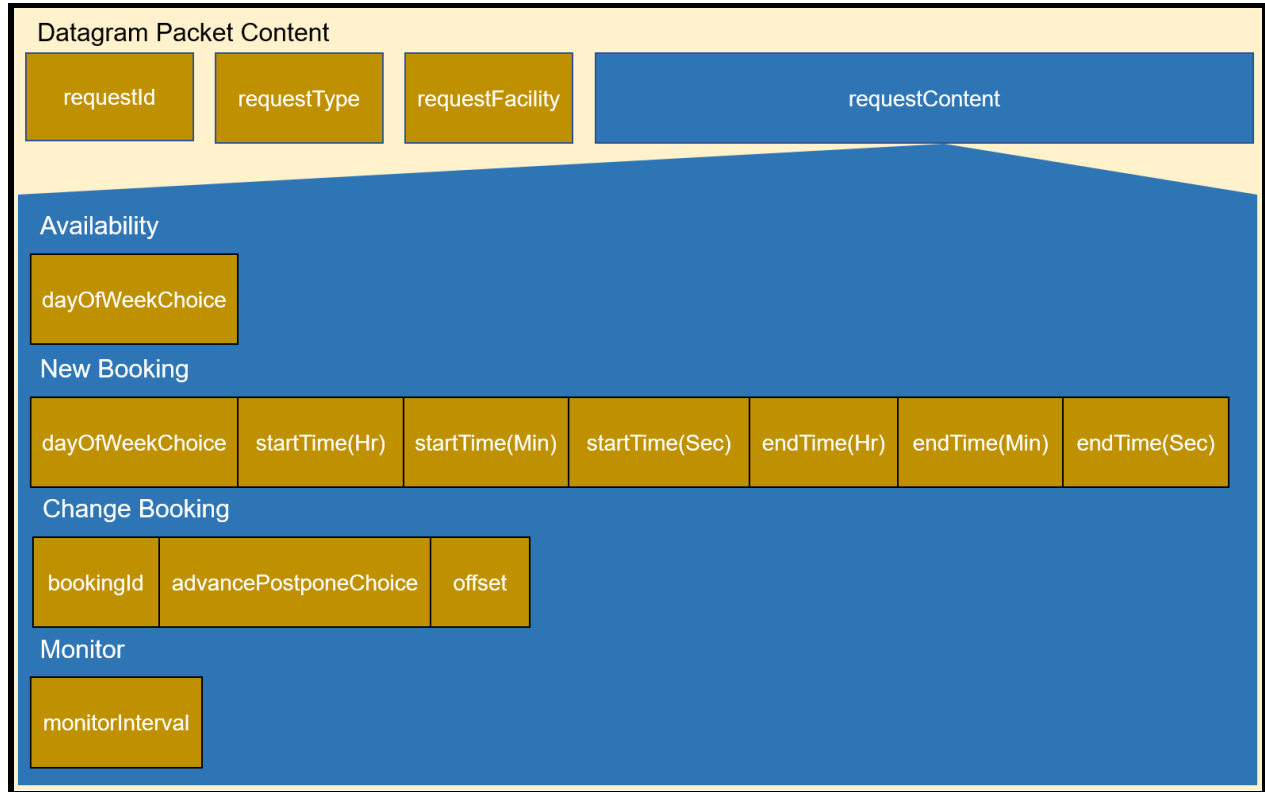 Datagram Packet Content
requestId requestType requestFacility requestContent
Availability
dayOfWeekChoice
New Booking
dayOfWeekChoice startTime(Hr) startTime(Min) startTime(Sec) endTime(Hr) endTime(Min) endTime(Sec)
Change Booking
bookingId advancePostponeChoice offset
Monitor
monitorInterval